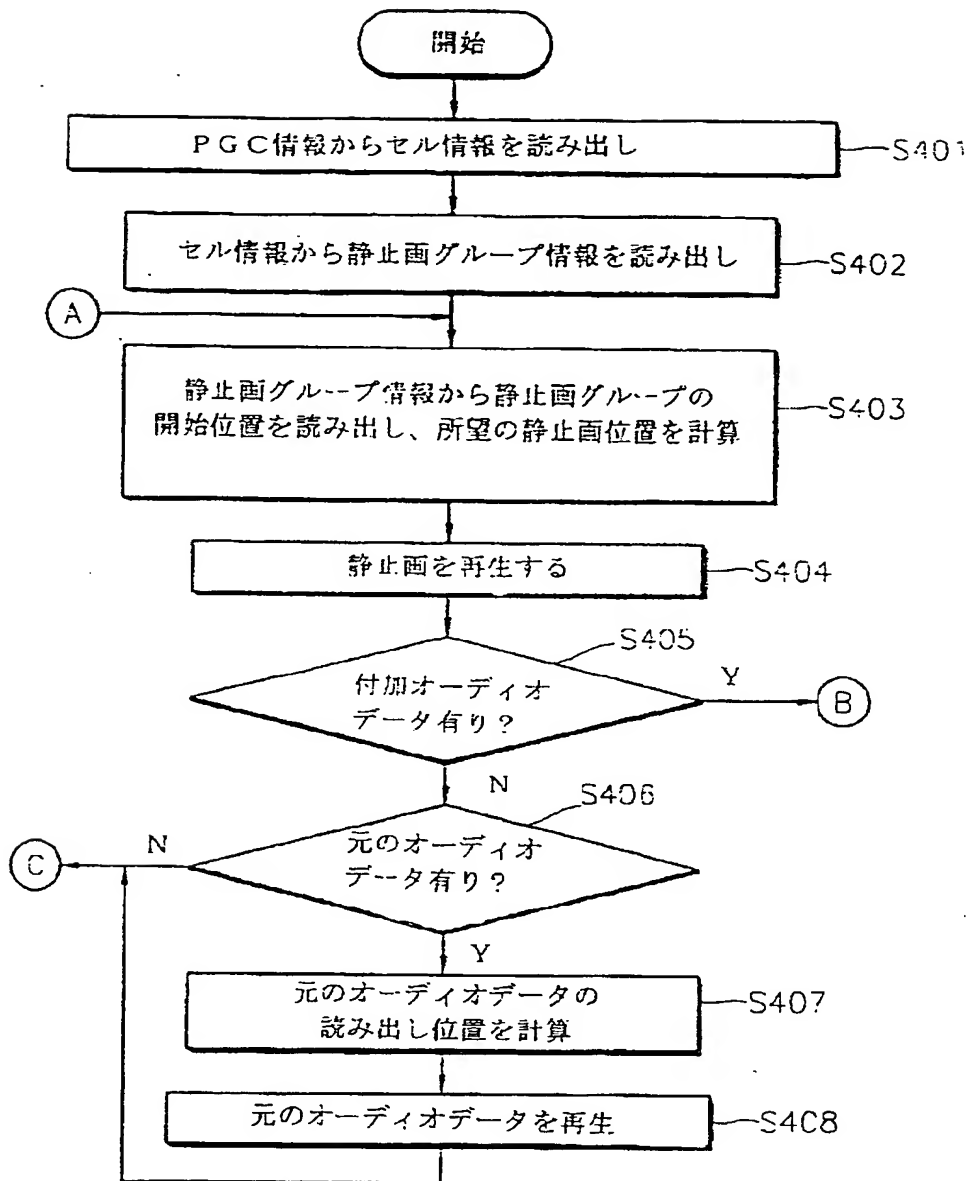 開始
PGC情報からセル情報を読み出し
S401
セル情報から静止画グループ情報を読み出し
S402
A
静止画グループ情報から静止画グループの
開始位置を読み出し、所望の静止画位置を計算
S403
静止画を再生する
S404
S405
付加オーディオ
データ有り?
Y
B
N
S406
元のオーディオ
データ有り?
N
C
Y
元のオーディオデータの
読み出し位置を計算
S407
元のオーディオデータを再生
S408